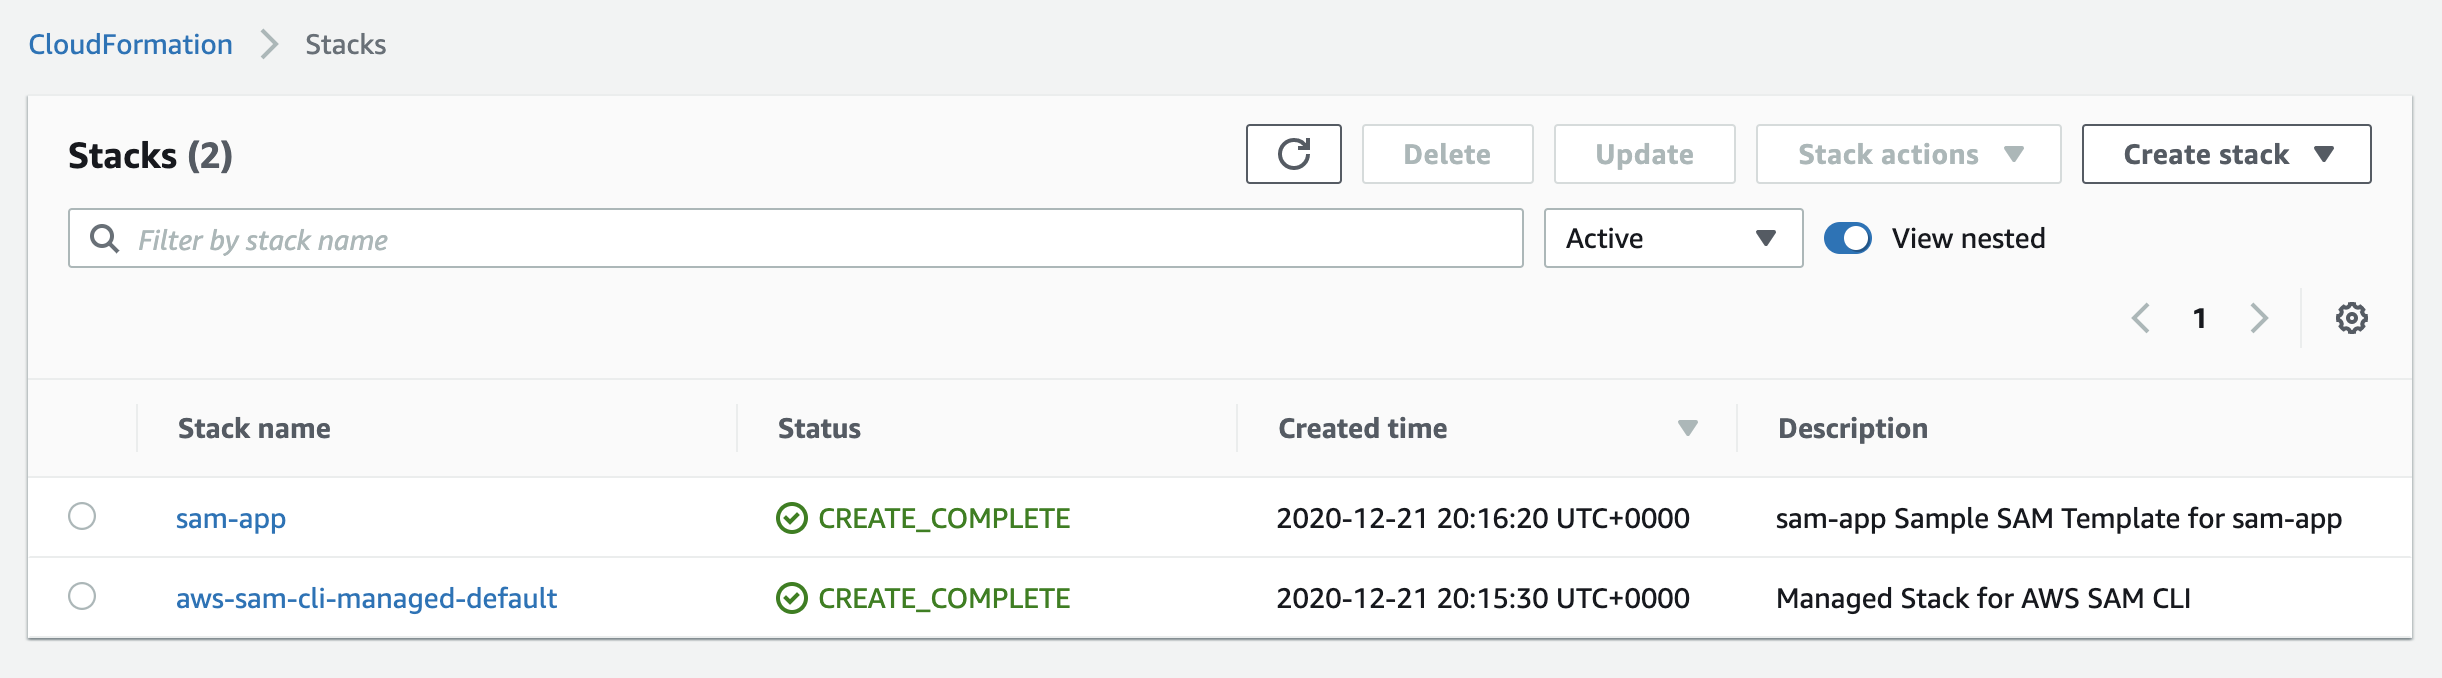 CloudFormation > Stacks
Stacks (2)
Delete Update Stack actions Create stack
Filter by stack name Active View nested
1
Stack name Status Created time Description
sam-app CREATE_COMPLETE 2020-12-21 20:16:20 UTC+0000 sam-app Sample SAM Template for sam-app
aws-sam-cli-managed-default CREATE_COMPLETE 2020-12-21 20:15:30 UTC+0000 Managed Stack for AWS SAM CLI